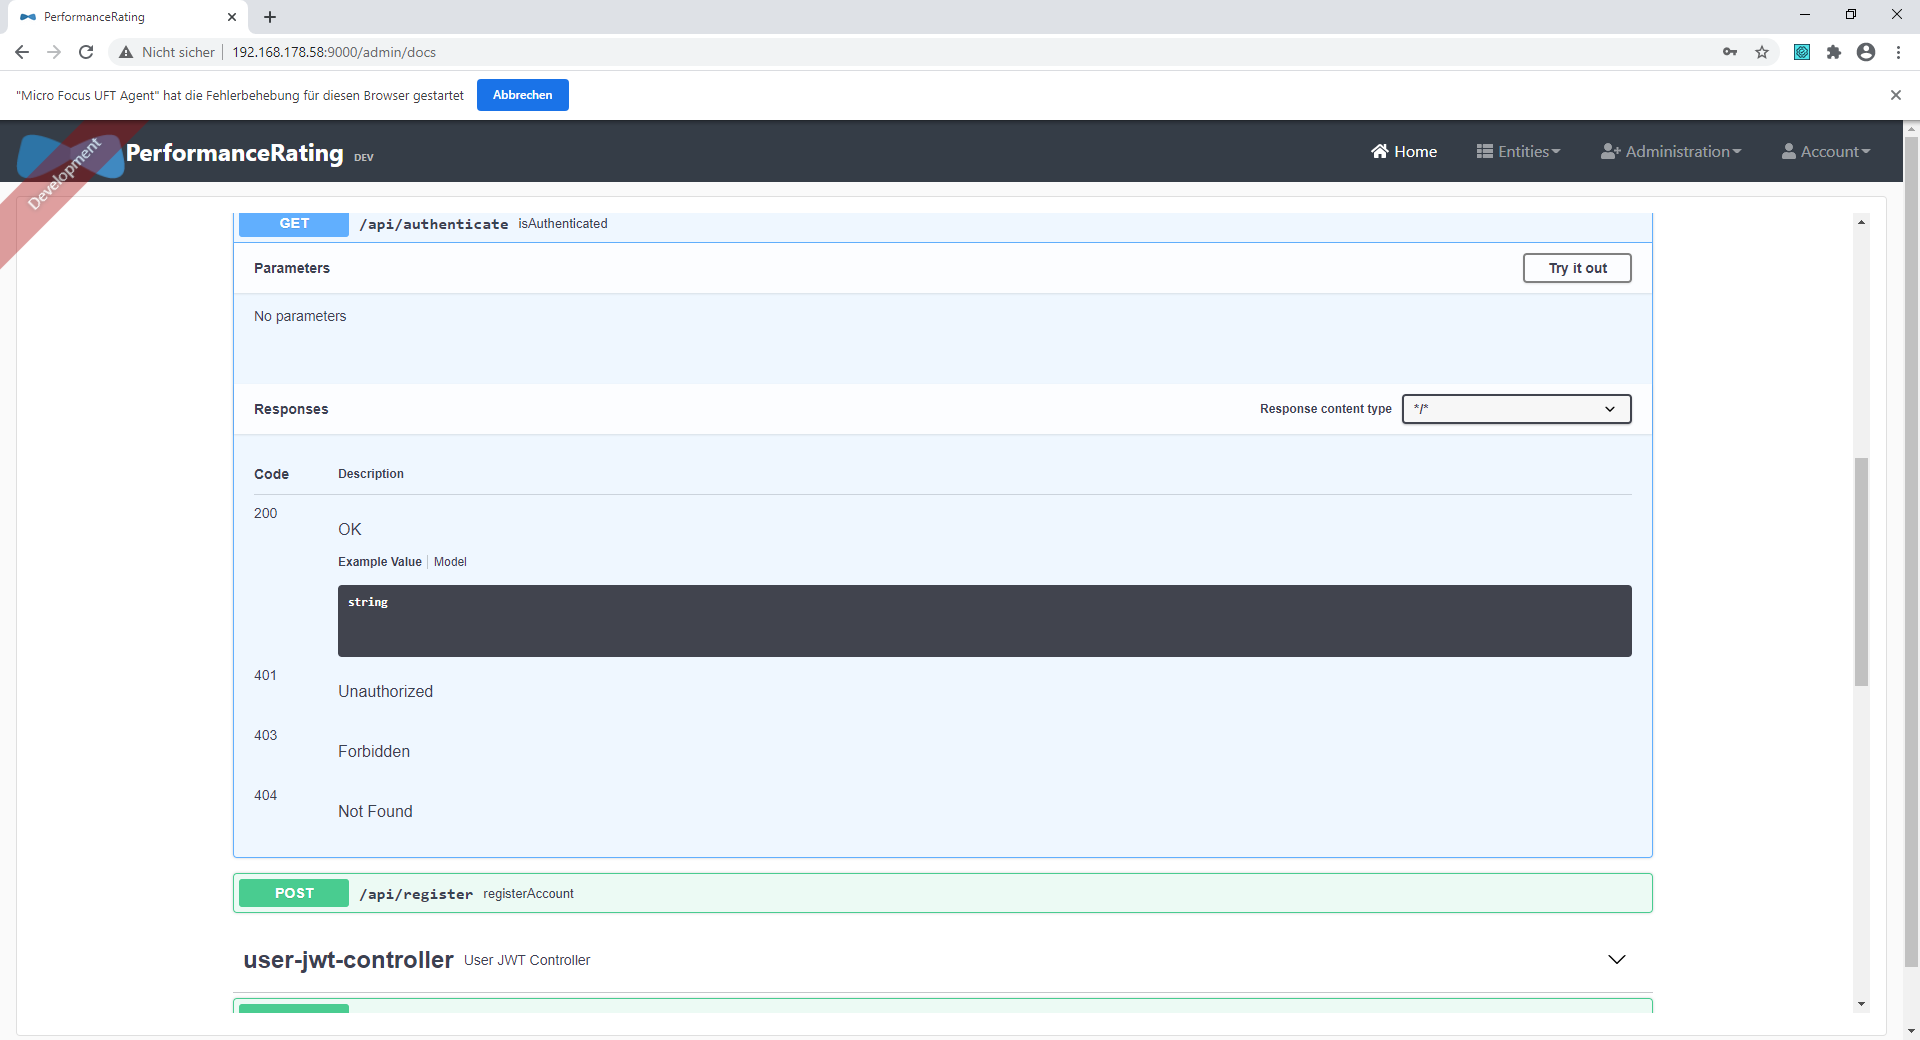 PerformanceRating
Nicht sicher 192.168.178.58:9000/admin/docs
"Micro Focus UFT Agent" hat die Fehlerbehebung für diesen Browser gestartet Abbrechen
Development
PerformanceRating DEV Home Entities Administration Account
GET /api/authenticate isAuthenticated
Parameters Try it out
No parameters
Responses Response content type */*
Code Description
200
OK
Example Value Model
string
401
Unauthorized
403
Forbidden
404
Not Found
POST /api/register registerAccount
user-jwt-controller User JWT Controller